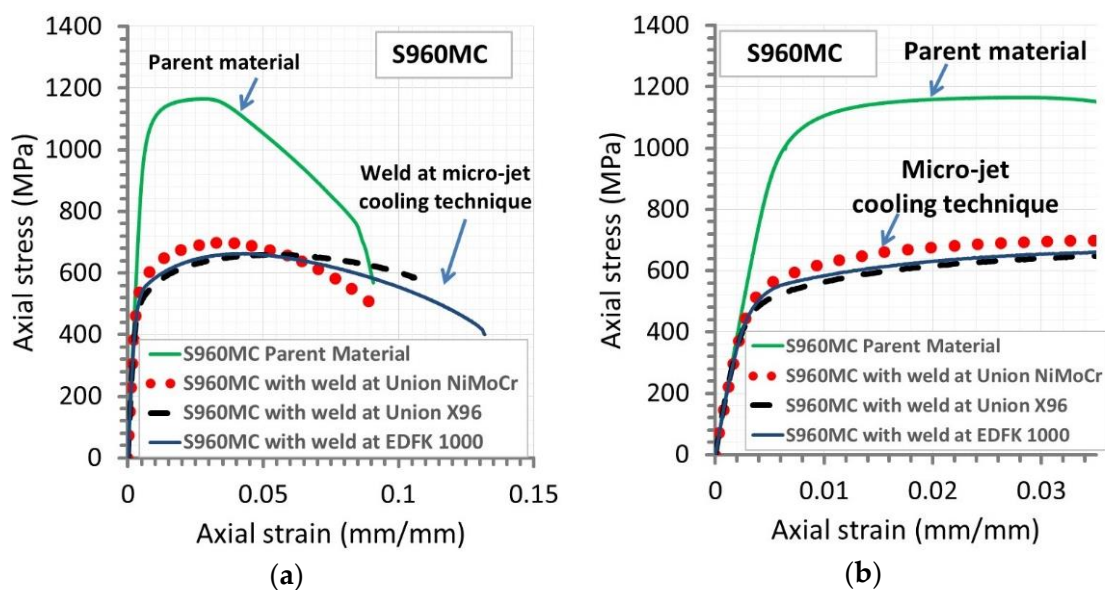 1400
1200
1000
800
600
400
200
0
Axial stress (MPa)
S960MC
Parent material
Weld at micro-jet
cooling technique
S960MC Parent Material
S960MC with weld at Union NiMoCr
S960MC with weld at Union X96
S960MC with weld at EDFK 1000
0 0.05 0.1 0.15
Axial strain (mm/mm)
(a)
1400
1200
1000
800
600
400
200
0
Axial stress (MPa)
S960MC
Parent material
Micro-jet
cooling technique
S960MC Parent Material
S960MC with weld at Union NiMoCr
S960MC with weld at Union X96
S960MC with weld at EDFK 1000
0 0.01 0.02 0.03
Axial strain (mm/mm)
(b)